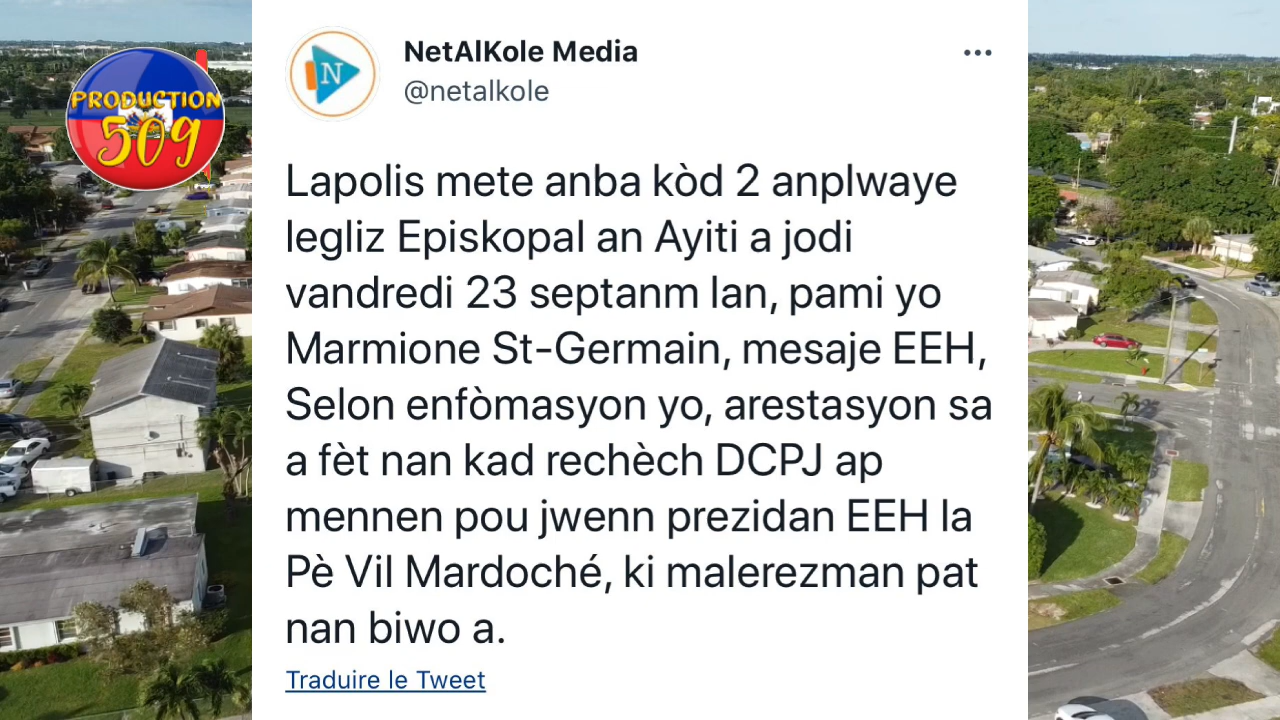 PRODUCTION
509
N
NetAlKole Media
@netalkole
Lapolis mete anba kòd 2 anplwaye
legliz Episkopal an Ayiti a jodi
vandredi 23 septanm lan, pami yo
Marmione St-Germain, mesaje EEH,
Selon enfòmasyon yo, arestasyon sa
a fèt nan kad rechèch DCPJ ap
mennen pou jwenn prezidan EEH la
Pè Vil Mardoché, ki malerezman pat
nan biwo a.
Traduire le Tweet